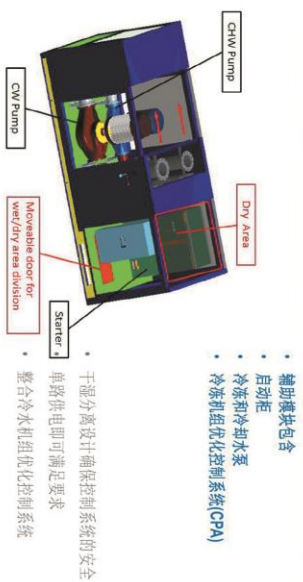 CHW Pump
CW Pump
Dry Area
Moveable door for
wet/dry area division
Starter
• 辅助模块包含
• 启动柜
• 冷冻和冷却水泵
• 冷冻机组优化控制系统(CPA)
• 干湿分离设计确保控制系统的安全
• 单路供电即可满足要求
• 整合冷水机组优化控制系统